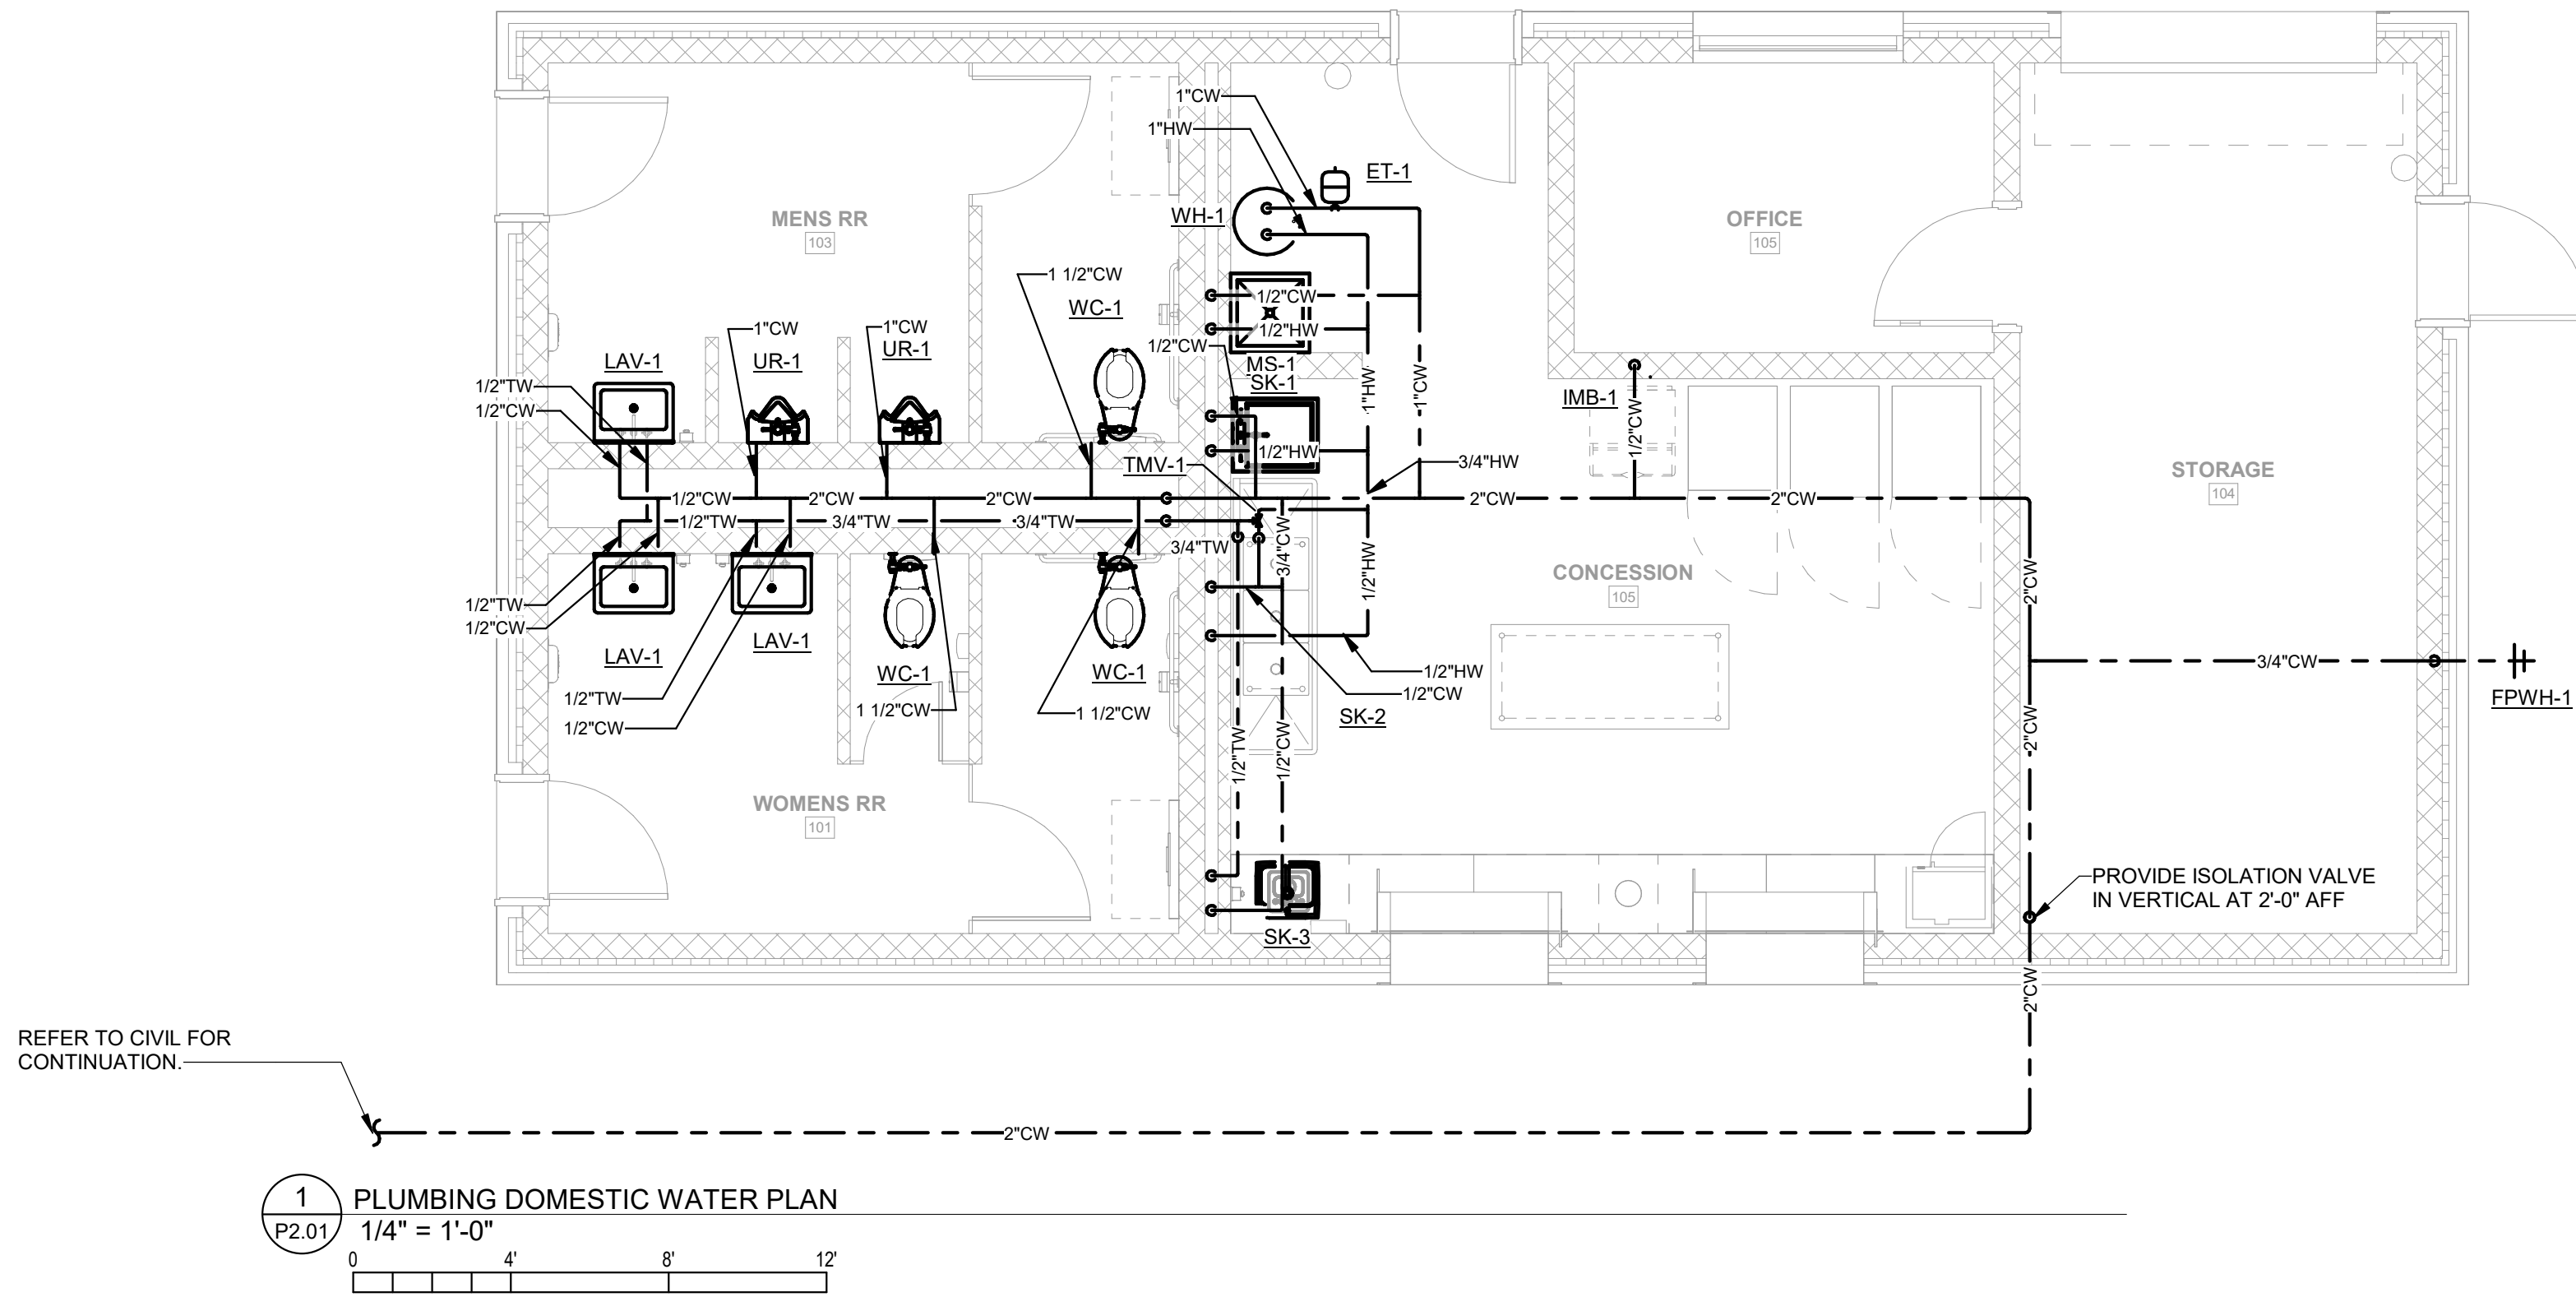 1"CW
1"HW
ET-1
WH-1
MENS RR
103
OFFICE
105
1 1/2"CW
WC-1
1/2"CW
1/2"HW
1/2"CW
MS-1
SK-1
1"CW
UR-1
1"CW
UR-1
LAV-1
1/2"TW
1/2"CW
1"HW
1"CW
IMB-1
1/2"CW
TMV-1
1/2"HW
3/4"HW
STORAGE
104
1/2"CW
2"CW
2"CW
2"CW
2"CW
1/2"TW
3/4"TW
3/4"TW
3/4"TW
3/4"CW
1/2"HW
CONCESSION
105
2"CW
1/2"TW
1/2"CW
LAV-1
LAV-1
WC-1
WC-1
1/2"HW
1/2"CW
SK-2
3/4"CW
FPWH-1
1/2"TW
1/2"CW
1 1/2"CW
1 1/2"CW
1/2"TW
1/2"CW
2"CW
WOMENS RR
101
SK-3
PROVIDE ISOLATION VALVE
IN VERTICAL AT 2'-0" AFF
2"CW
REFER TO CIVIL FOR
CONTINUATION.
2"CW
1
P2.01
PLUMBING DOMESTIC WATER PLAN
1/4" = 1'-0"
0 4' 8' 12'